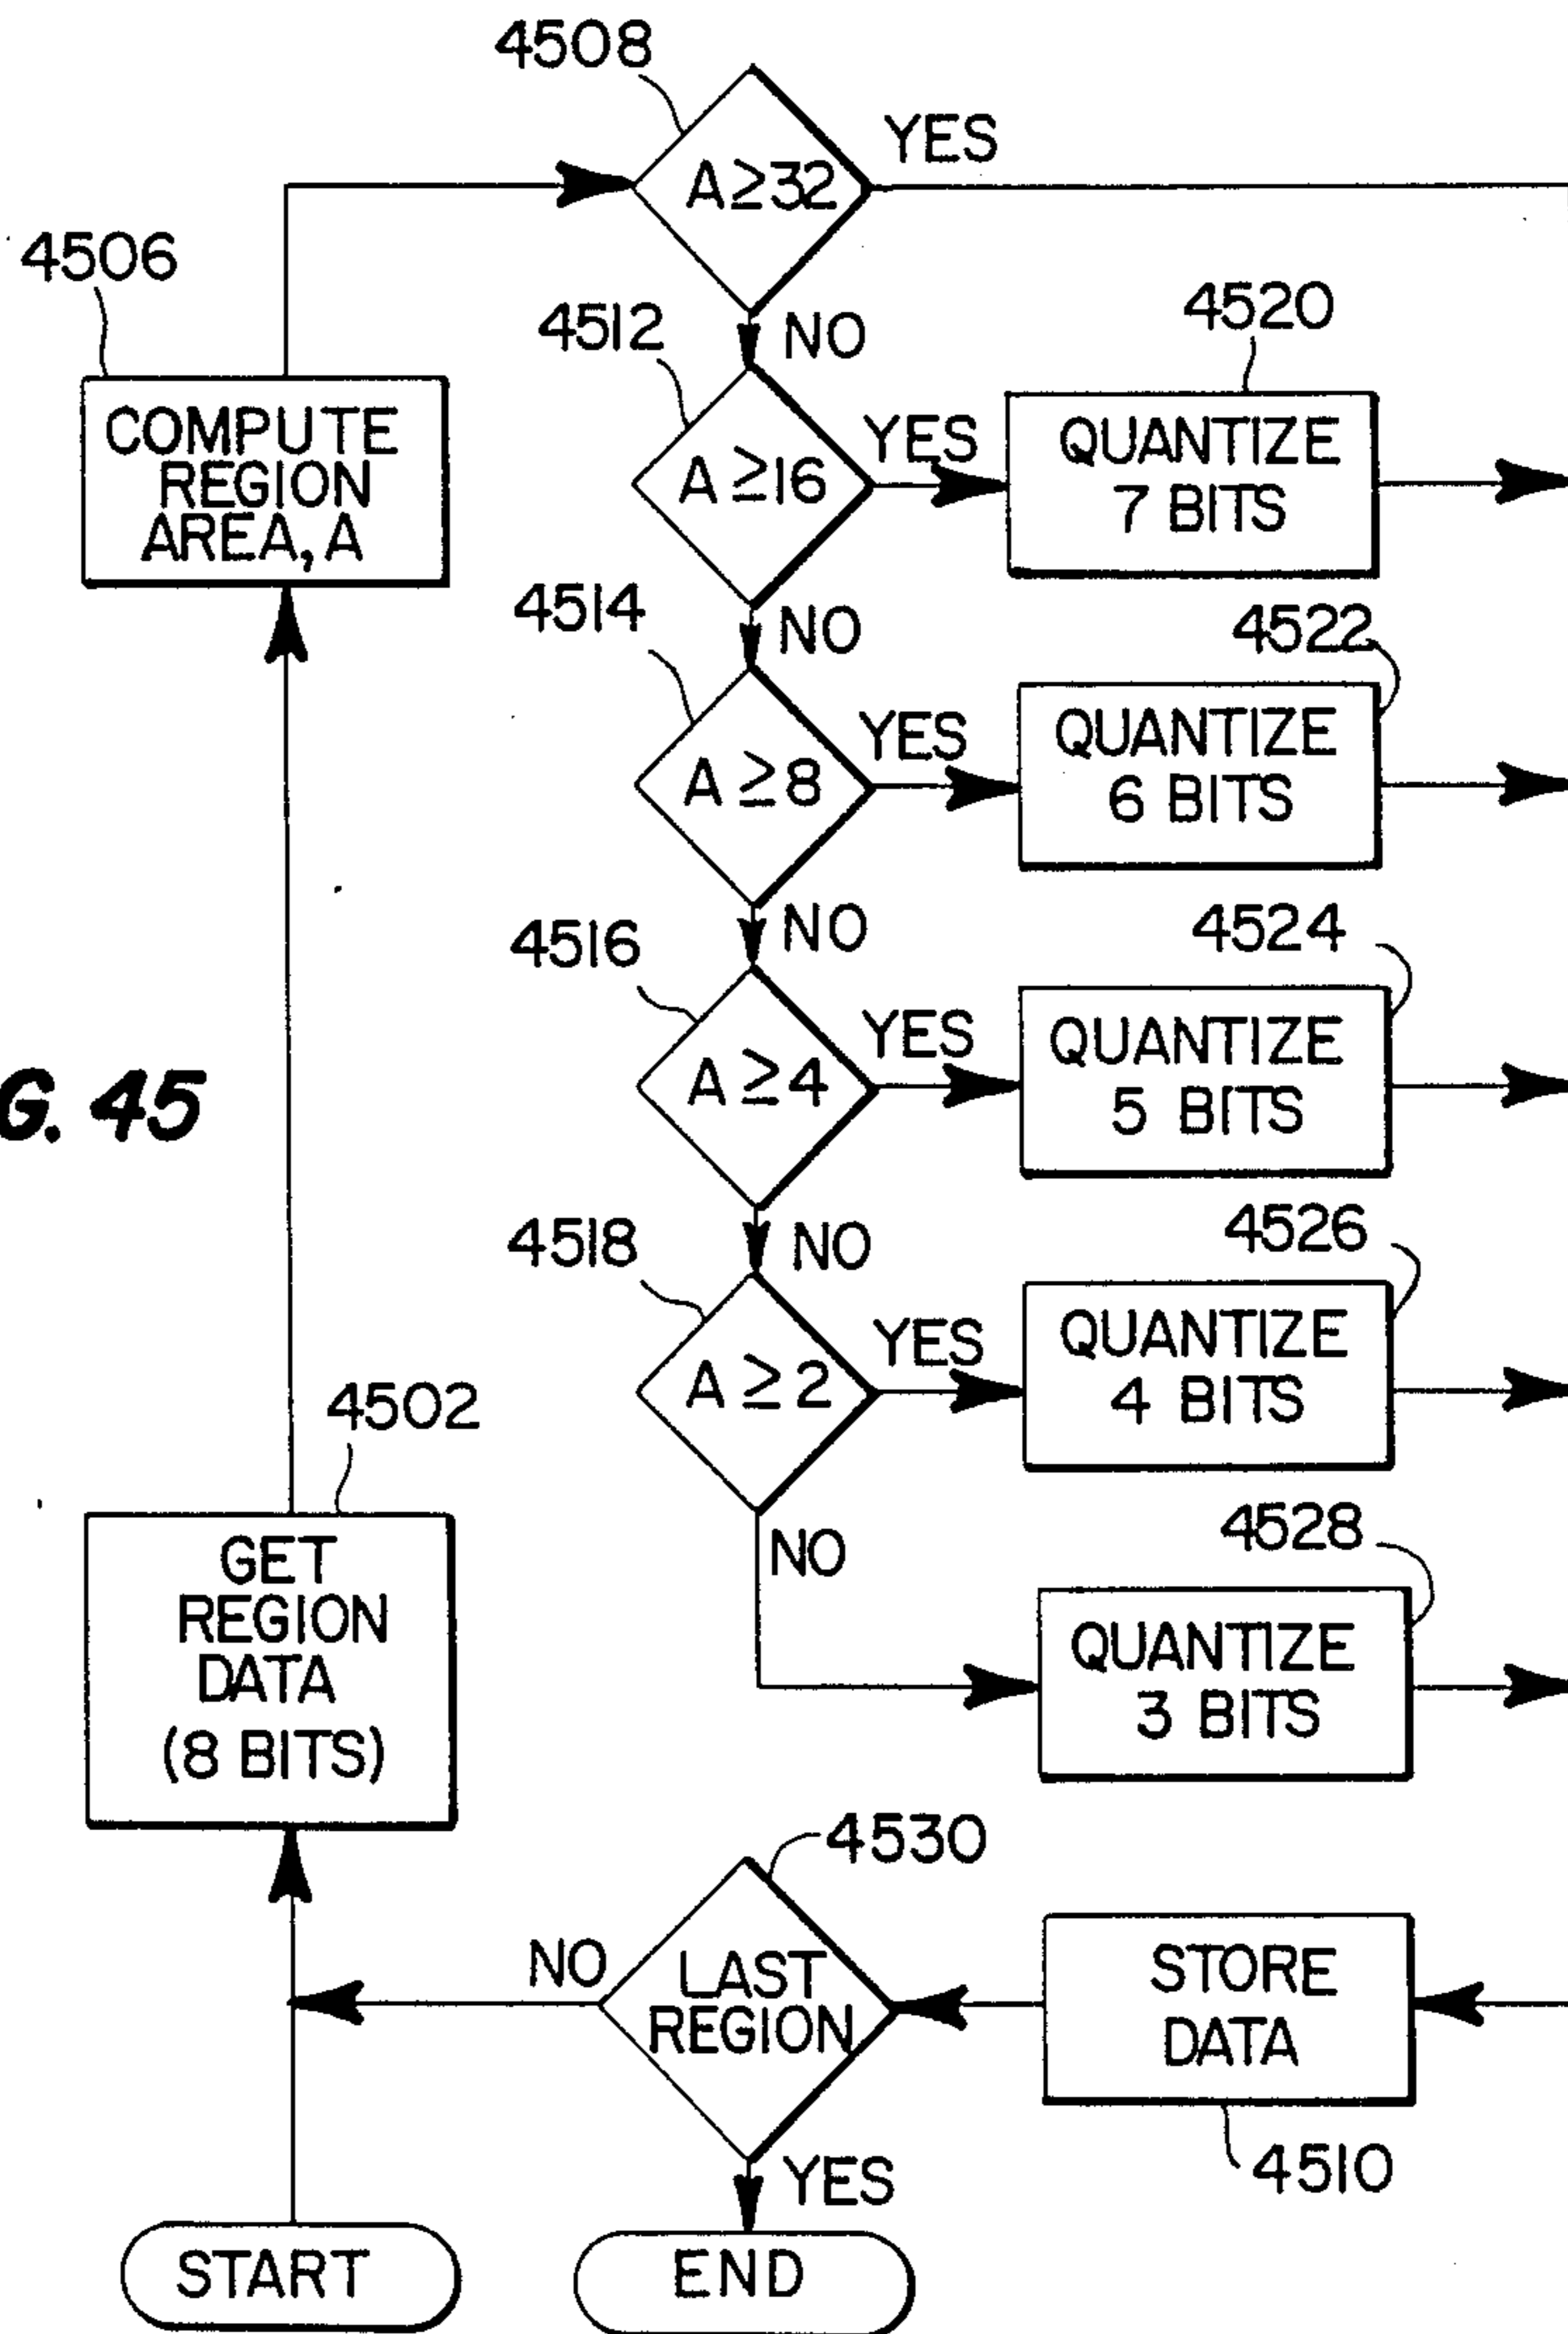 4508
YES
A≥32
4506
4512
NO
4520
COMPUTE
REGION
AREA, A
YES
QUANTIZE
7 BITS
A≥16
4514
NO
4522
YES
QUANTIZE
6 BITS
A≥8
4516
NO
4524
YES
QUANTIZE
5 BITS
A≥4
G. 45
4518
NO
4526
YES
QUANTIZE
4 BITS
A≥2
4502
NO
4528
GET
REGION
DATA
(8 BITS)
QUANTIZE
3 BITS
4530
NO
LAST
REGION
STORE
DATA
4510
YES
START
END